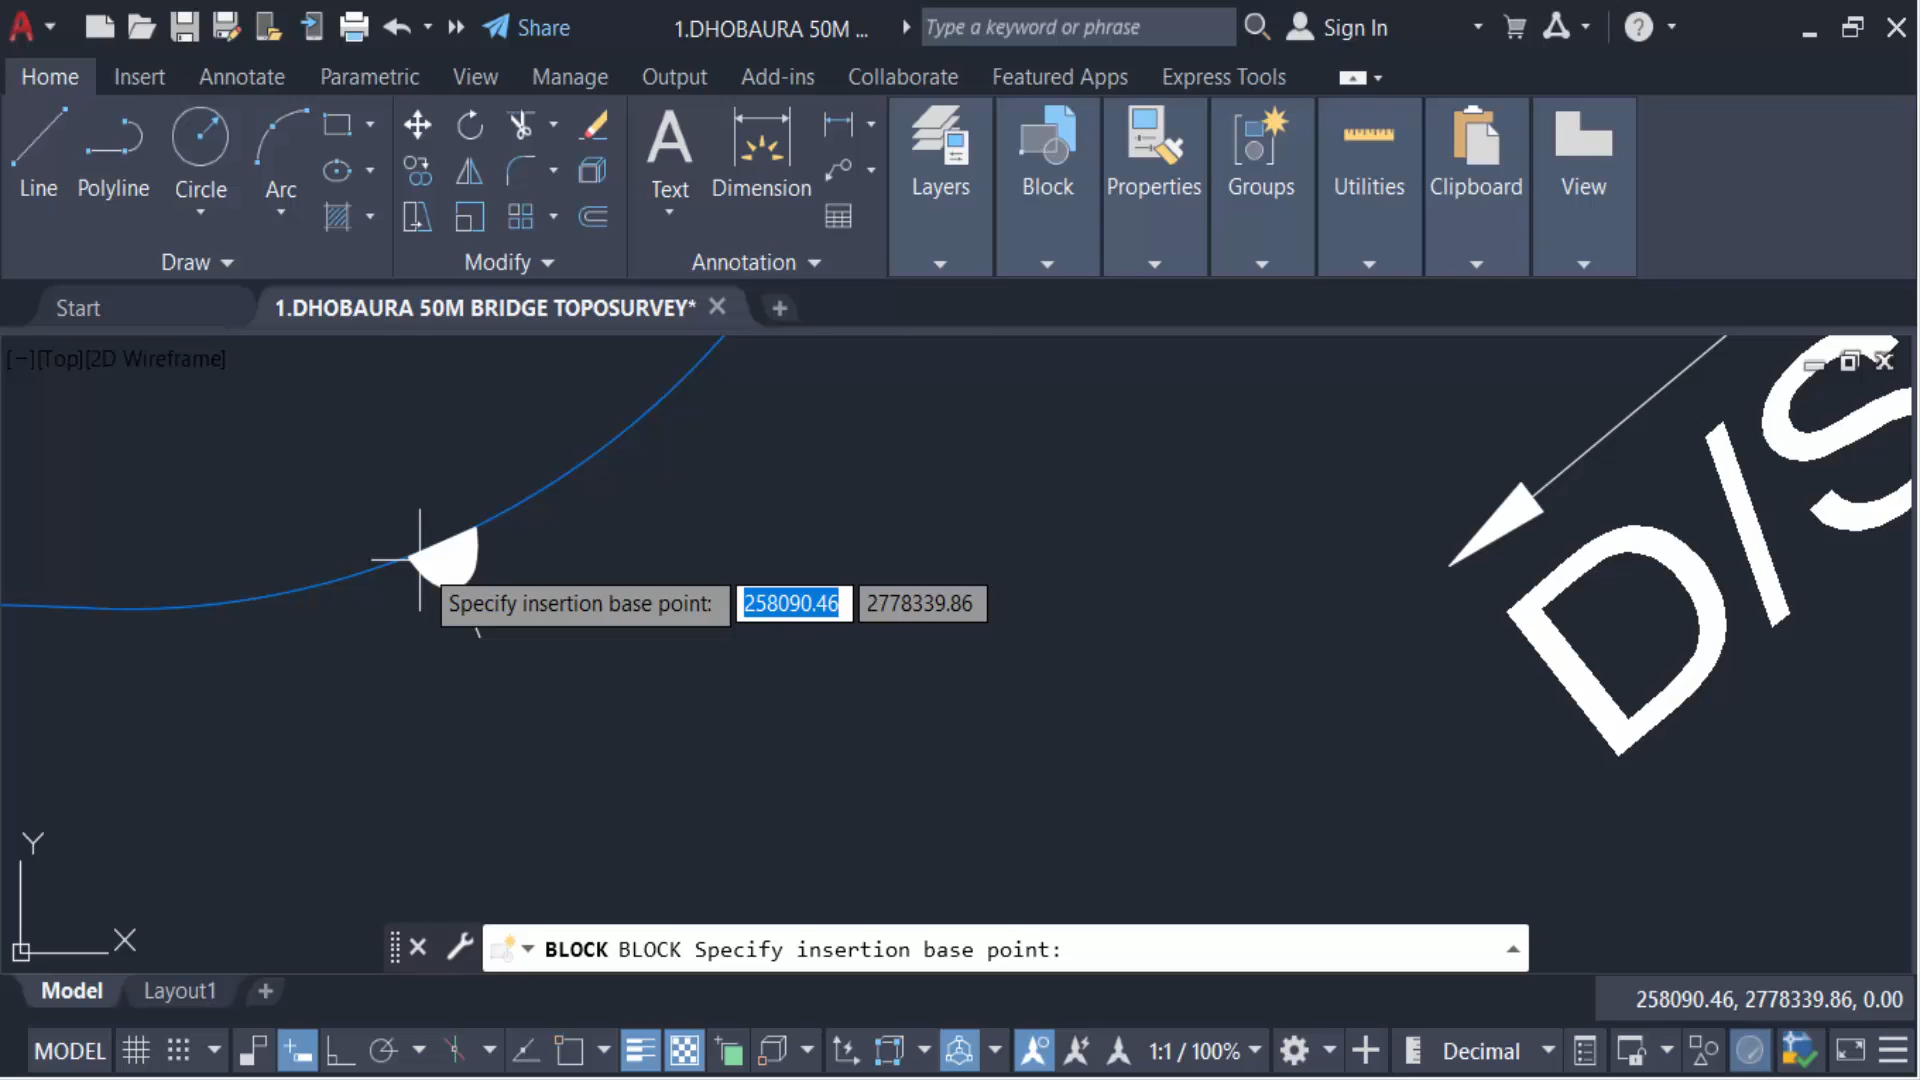 Share
1.DHOBAURA 50M ...
Type a keyword or phrase
Sign In
Home
Insert
Annotate
Parametric
View
Manage
Output
Add-ins
Collaborate
Featured Apps
Express Tools
Line
Polyline
Circle
Arc
Text
Dimension
Layers
Block
Properties
Groups
Utilities
Clipboard
View
Draw
Modify
Annotation
Start
1.DHOBAURA 50M BRIDGE TOPOSURVEY*
[−][Top][2D Wireframe]
D/S
Specify insertion base point:
258090.46
2778339.86
Y
X
BLOCK BLOCK Specify insertion base point:
Model
Layout1
258090.46, 2778339.86, 0.00
MODEL
1:1 / 100%
Decimal